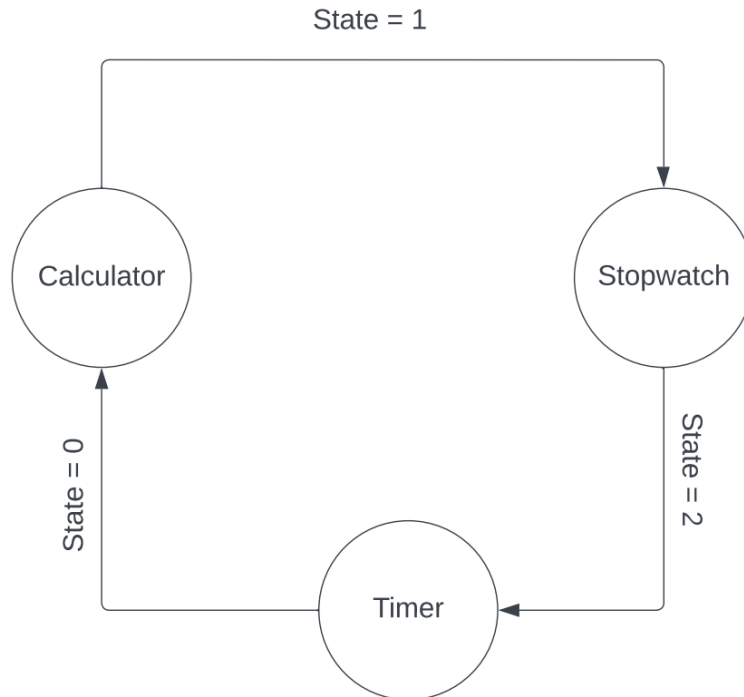 State = 1
Calculator
Stopwatch
State = 0
State = 2
Timer